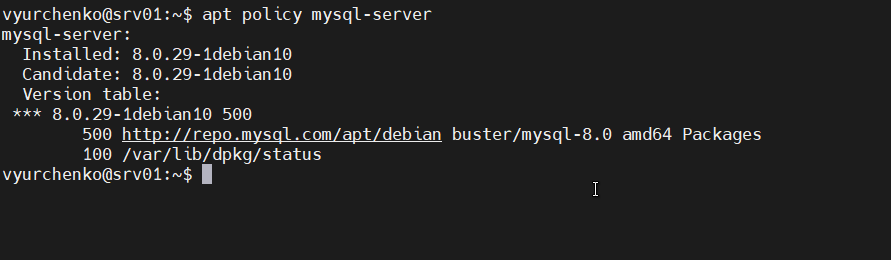 vyurchenko@srv01:~$ apt policy mysql-server
mysql-server:
  Installed: 8.0.29-1debian10
  Candidate: 8.0.29-1debian10
  Version table:
 *** 8.0.29-1debian10 500
        500 http://repo.mysql.com/apt/debian buster/mysql-8.0 amd64 Packages
        100 /var/lib/dpkg/status
vyurchenko@srv01:~$